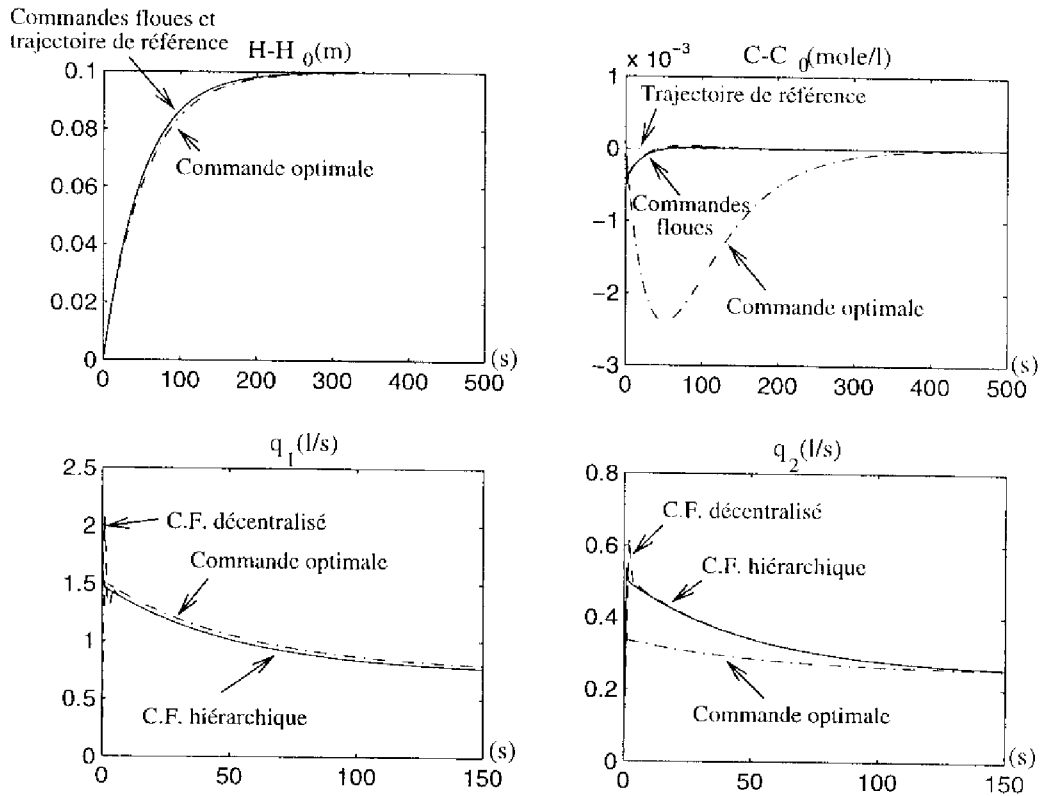 Commandes floues et
trajectoire de référence
H-H 0(m)
0.1
0.08
0.06
0.04
0.02
0
Commande optimale
0 100 200 300 400 500
(s)
× 10⁻³
C-C 0(mole/l)
1
0
−1
−2
−3
Trajectoire de référence
Commandes
floues
Commande optimale
0 100 200 300 400 500
(s)
q1(l/s)
2.5
2
1.5
1
0.5
0
C.F. décentralisé
Commande optimale
C.F. hiérarchique
0 50 100 150
(s)
q2(l/s)
0.8
0.6
0.4
0.2
0
C.F. décentralisé
C.F. hiérarchique
Commande optimale
0 50 100 150
(s)